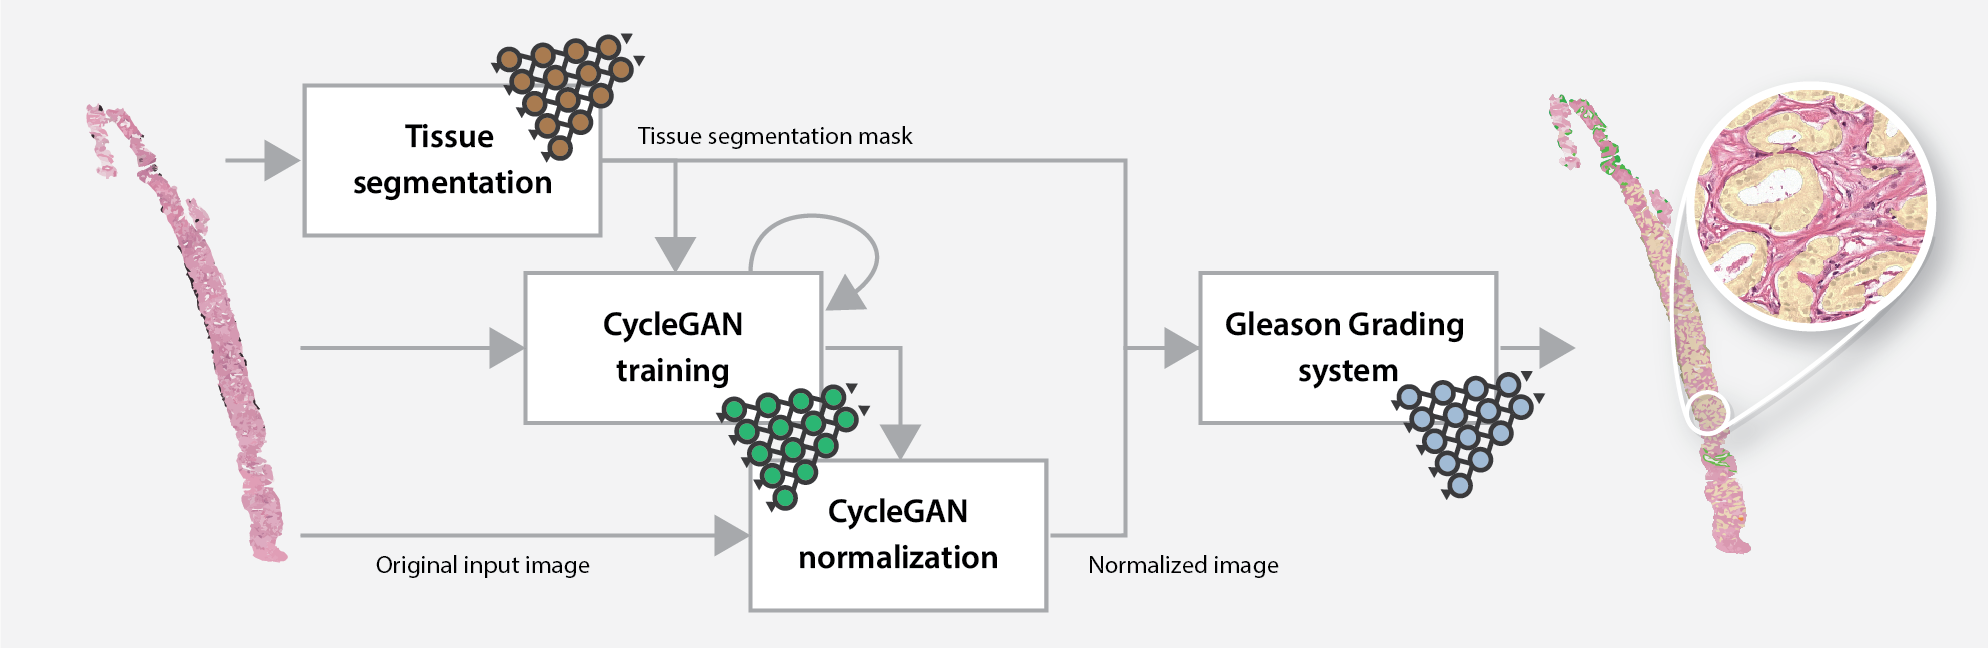 Tissue
segmentation
Tissue segmentation mask
CycleGAN
training
Gleason Grading
system
CycleGAN
normalization
Original input image
Normalized image